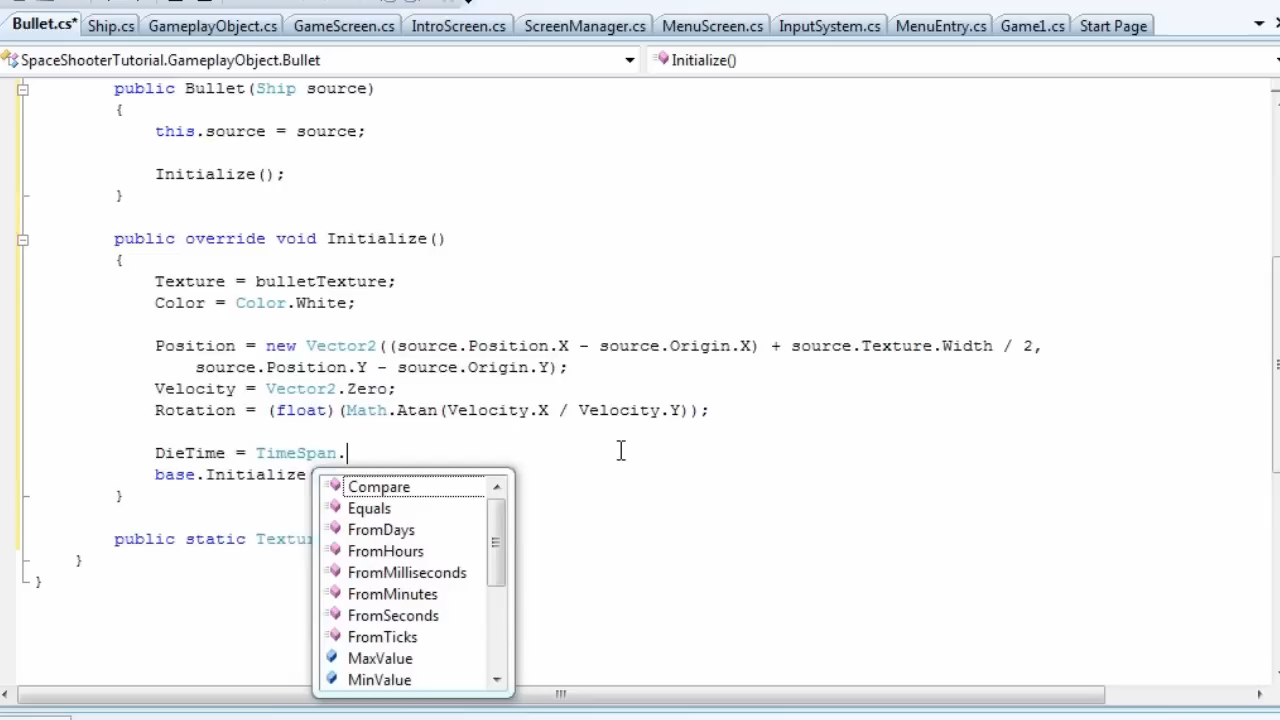 Bullet.cs* Ship.cs GameplayObject.cs GameScreen.cs IntroScreen.cs ScreenManager.cs MenuScreen.cs InputSystem.cs MenuEntry.cs Game1.cs Start Page
SpaceShooterTutorial.GameplayObject.Bullet Initialize()
public Bullet(Ship source)
{
this.source = source;
Initialize();
}
public override void Initialize()
{
Texture = bulletTexture;
Color = Color.White;
Position = new Vector2((source.Position.X - source.Origin.X) + source.Texture.Width / 2,
source.Position.Y - source.Origin.Y);
Velocity = Vector2.Zero;
Rotation = (float)(Math.Atan(Velocity.X / Velocity.Y));
DieTime = TimeSpan.
base.Initialize
}
public static Textur
}
}
Compare
Equals
FromDays
FromHours
FromMilliseconds
FromMinutes
FromSeconds
FromTicks
MaxValue
MinValue